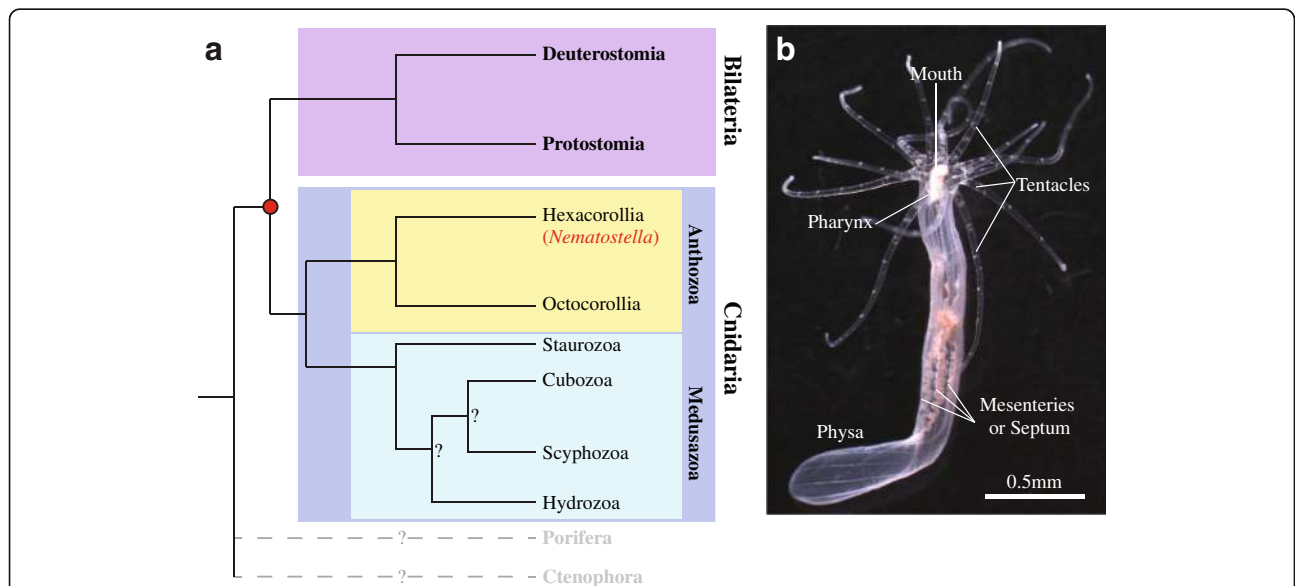 a
Deuterostomia
Protostomia
Bilateria
Hexacorollia
(Nematostella)
Octocorollia
Anthozoa
Staurozoa
Cubozoa
?
?
Scyphozoa
Hydrozoa
Medusazoa
Cnidaria
?
Porifera
?
Ctenophora
b
Mouth
Tentacles
Pharynx
Mesenteries
or Septum
Physa
0.5mm